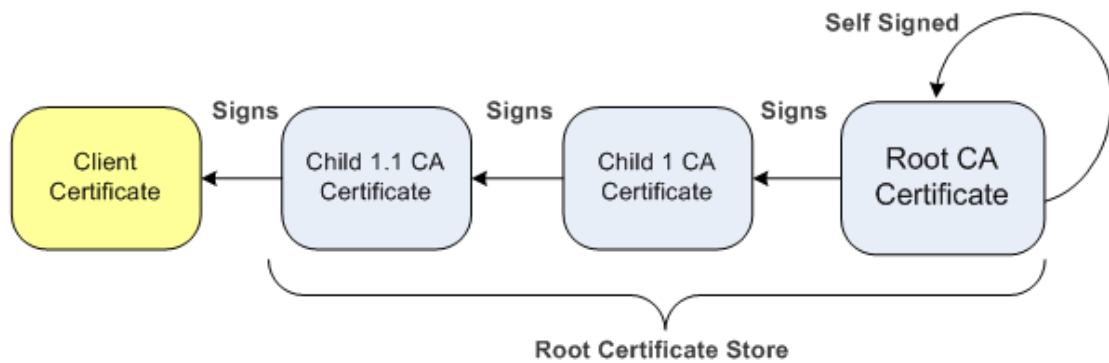 Self Signed
Signs
Signs
Signs
Client
Certificate
Child 1.1 CA
Certificate
Child 1 CA
Certificate
Root CA
Certificate
Root Certificate Store